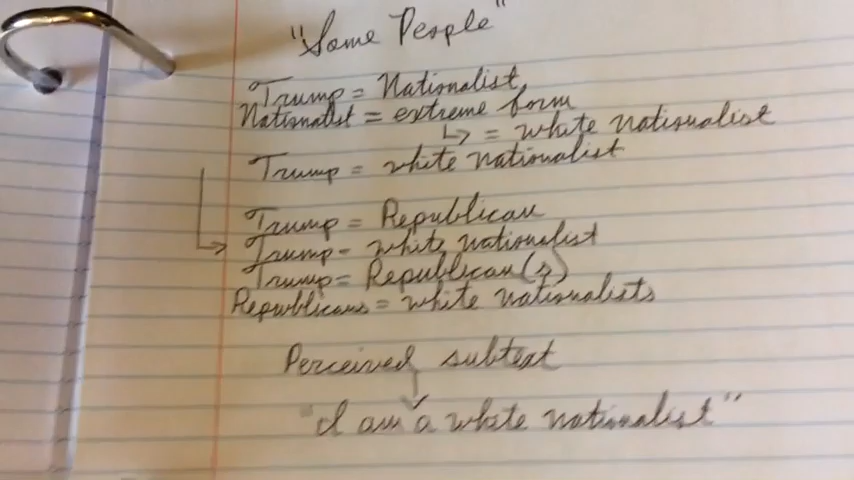 "Some People"
Trump = Nationalist
Nationalist = extreme form
↳ = white nationalist
Trump = white nationalist
Trump = Republican
Trump = white nationalist
Trump = Republican(s)
Republicans = white nationalists
Perceived subtext
"I am a white nationalist"